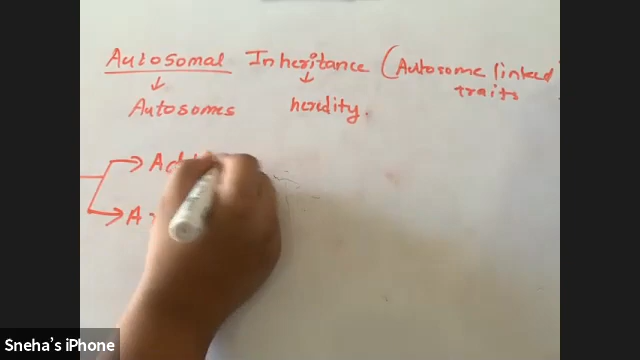 Autosomal Inheritance (Autosome linked
traits
Autosomes heredity.
Sneha's iPhone